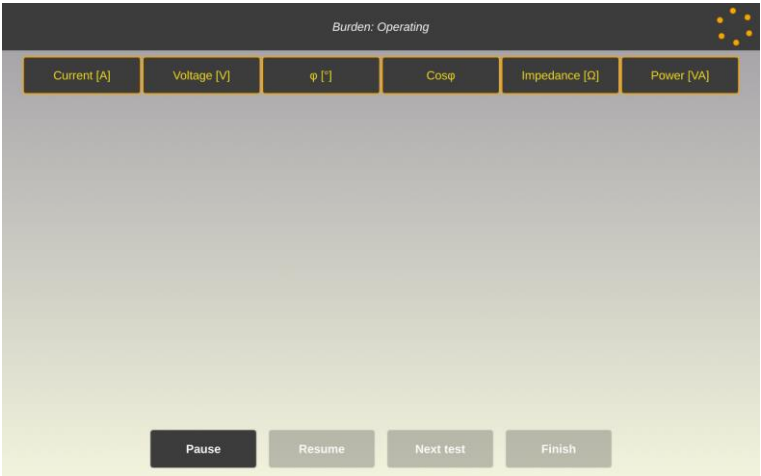 Burden: Operating
Current [A] Voltage [V] φ [°] Cosφ Impedance [Ω] Power [VA]
Pause Resume Next test Finish